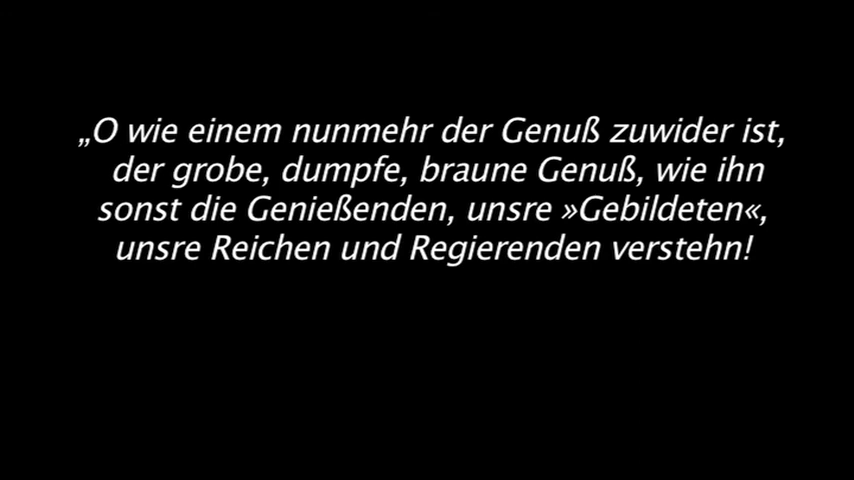 „O wie einem nunmehr der Genuß zuwider ist,
der grobe, dumpfe, braune Genuß, wie ihn
sonst die Genießenden, unsre »Gebildeten«,
unsre Reichen und Regierenden verstehn!